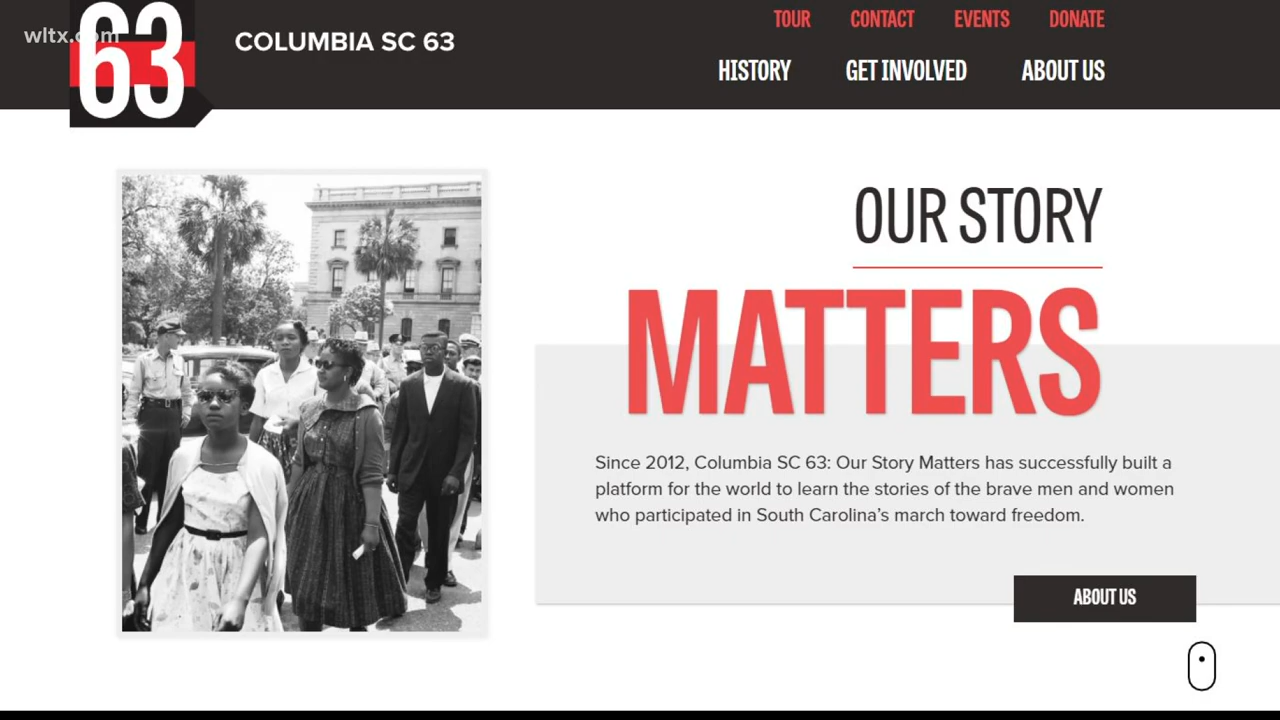 wltx.com
63
COLUMBIA SC 63
TOUR CONTACT EVENTS DONATE
HISTORY GET INVOLVED ABOUT US
OUR STORY
MATTERS
Since 2012, Columbia SC 63: Our Story Matters has successfully built a
platform for the world to learn the stories of the brave men and women
who participated in South Carolina’s march toward freedom.
ABOUT US